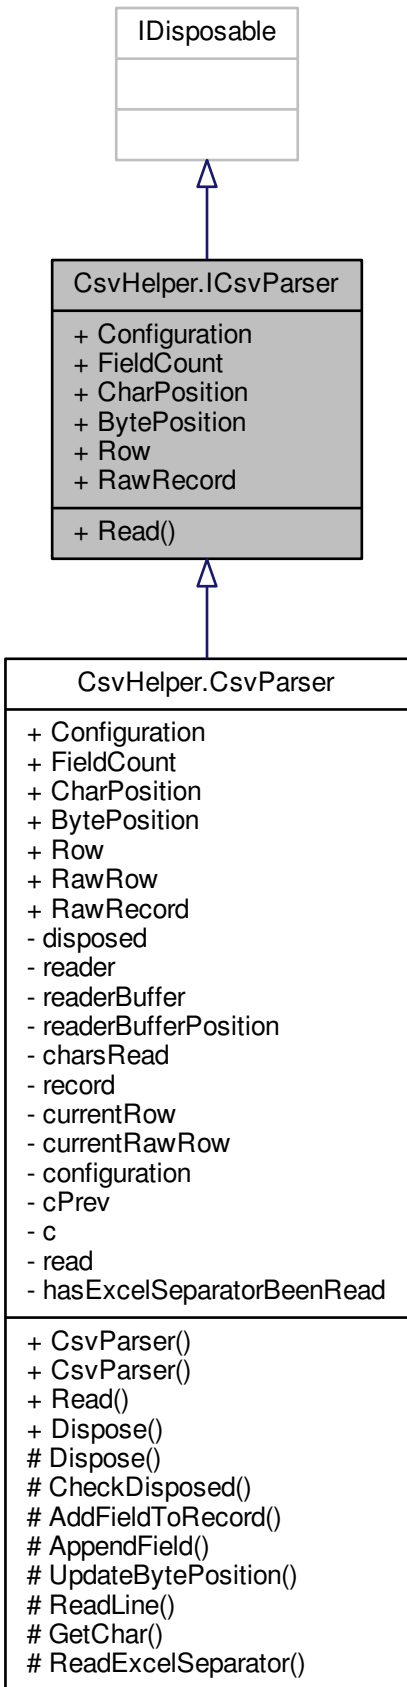 IDisposable
CsvHelper.ICsvParser
+ Configuration
+ FieldCount
+ CharPosition
+ BytePosition
+ Row
+ RawRecord
+ Read()
CsvHelper.CsvParser
+ Configuration
+ FieldCount
+ CharPosition
+ BytePosition
+ Row
+ RawRow
+ RawRecord
- disposed
- reader
- readerBuffer
- readerBufferPosition
- charsRead
- record
- currentRow
- currentRawRow
- configuration
- cPrev
- c
- read
- hasExcelSeparatorBeenRead
+ CsvParser()
+ CsvParser()
+ Read()
+ Dispose()
# Dispose()
# CheckDisposed()
# AddFieldToRecord()
# AppendField()
# UpdateBytePosition()
# ReadLine()
# GetChar()
# ReadExcelSeparator()